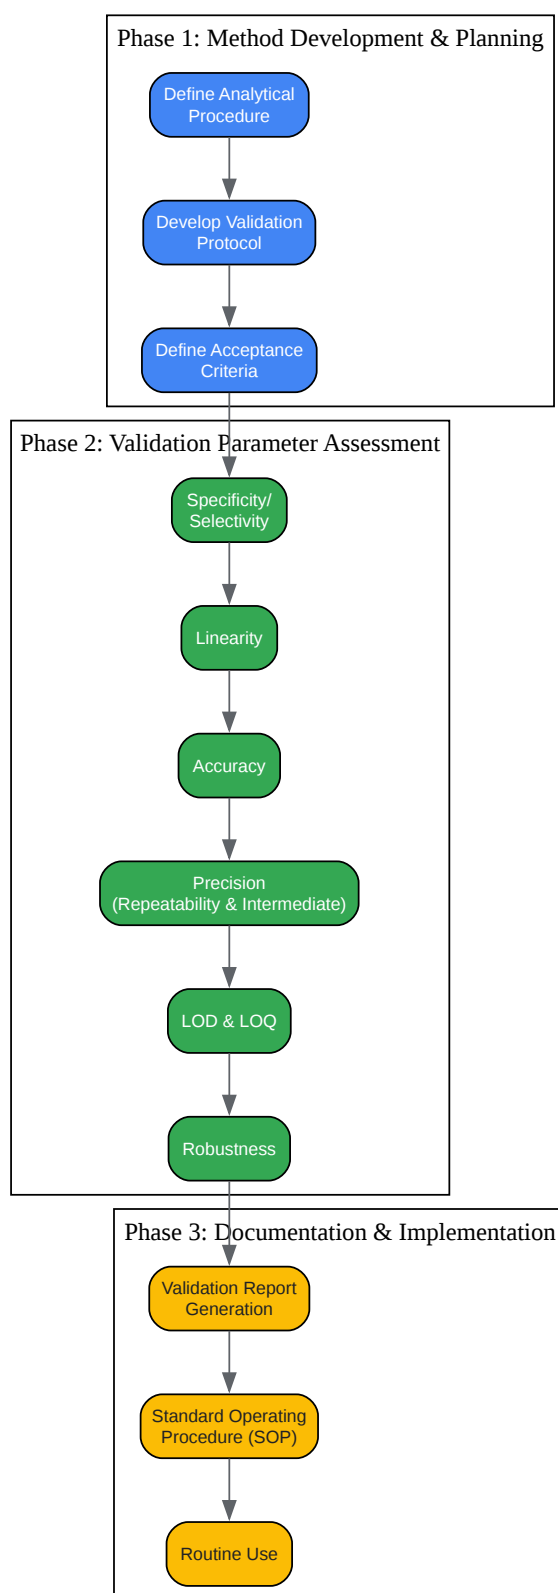 Phase 1: Method Development & Planning
Define Analytical
Procedure
Develop Validation
Protocol
Define Acceptance
Criteria
Phase 2: Validation Parameter Assessment
Specificity/
Selectivity
Linearity
Accuracy
Precision
(Repeatability & Intermediate)
LOD & LOQ
Robustness
Phase 3: Documentation & Implementation
Validation Report
Generation
Standard Operating
Procedure (SOP)
Routine Use